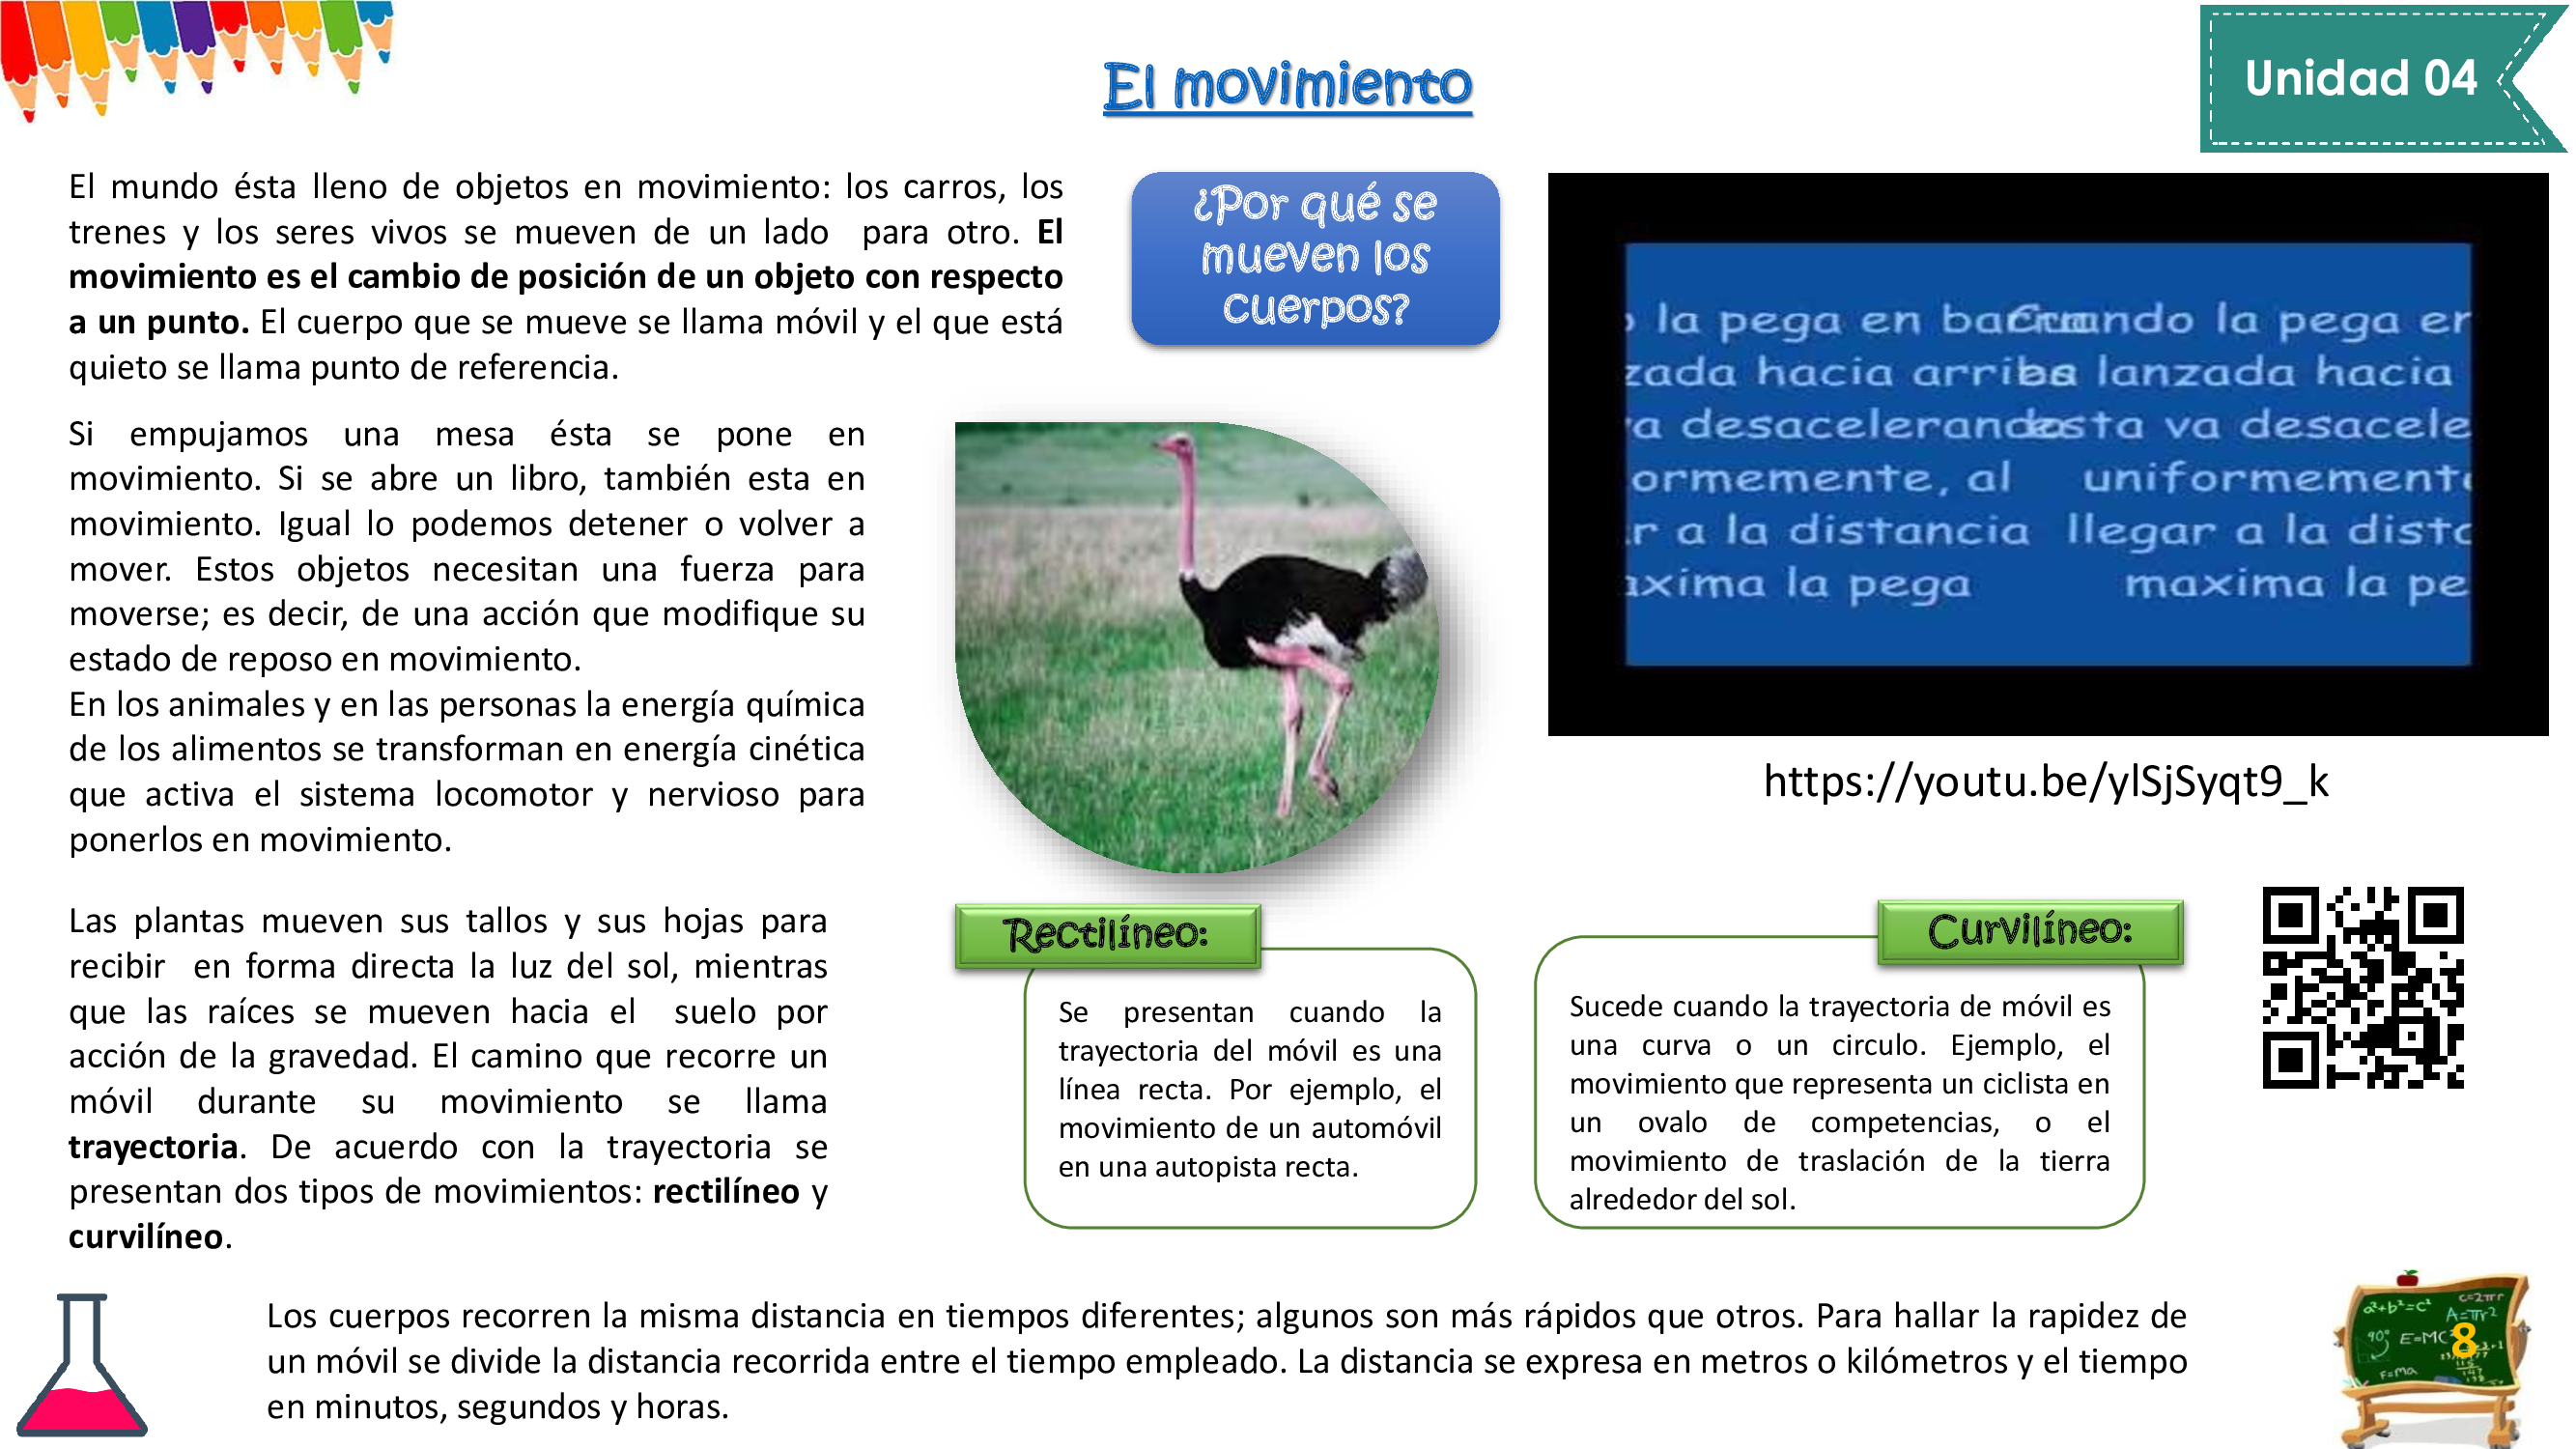 El movimiento
Unidad 04
El mundo ésta lleno de objetos en movimiento: los carros, los
trenes y los seres vivos se mueven de un lado para otro. El
movimiento es el cambio de posición de un objeto con respecto
a un punto. El cuerpo que se mueve se llama móvil y el que está
quieto se llama punto de referencia.
¿Por qué se
mueven los
cuerpos?
la pega en
Cuando la pega en
zada hacia arriba
es lanzada hacia
va desacelerando
esta va desacele
ormemente, al
uniformemente
r a la distancia
llegar a la dista
axima la pega
maxima la pe
https://youtu.be/ylSjSyqt9_k
Si empujamos una mesa ésta se pone en
movimiento. Si se abre un libro, también esta en
movimiento. Igual lo podemos detener o volver a
mover. Estos objetos necesitan una fuerza para
moverse; es decir, de una acción que modifique su
estado de reposo en movimiento.
En los animales y en las personas la energía química
de los alimentos se transforman en energía cinética
que activa el sistema locomotor y nervioso para
ponerlos en movimiento.
Las plantas mueven sus tallos y sus hojas para
recibir en forma directa la luz del sol, mientras
que las raíces se mueven hacia el suelo por
acción de la gravedad. El camino que recorre un
móvil durante su movimiento se llama
trayectoria. De acuerdo con la trayectoria se
presentan dos tipos de movimientos: rectilíneo y
curvilíneo.
Rectilíneo:
Se presentan cuando la
trayectoria del móvil es una
línea recta. Por ejemplo, el
movimiento de un automóvil
en una autopista recta.
Curvilíneo:
Sucede cuando la trayectoria de móvil es
una curva o un circulo. Ejemplo, el
movimiento que representa un ciclista en
un ovalo de competencias, o el
movimiento de traslación de la tierra
alrededor del sol.
Los cuerpos recorren la misma distancia en tiempos diferentes; algunos son más rápidos que otros. Para hallar la rapidez de
un móvil se divide la distancia recorrida entre el tiempo empleado. La distancia se expresa en metros o kilómetros y el tiempo
en minutos, segundos y horas.
a²+b²=c²
c=2πr
A=πr²
90°
E=MC
8
F=ma